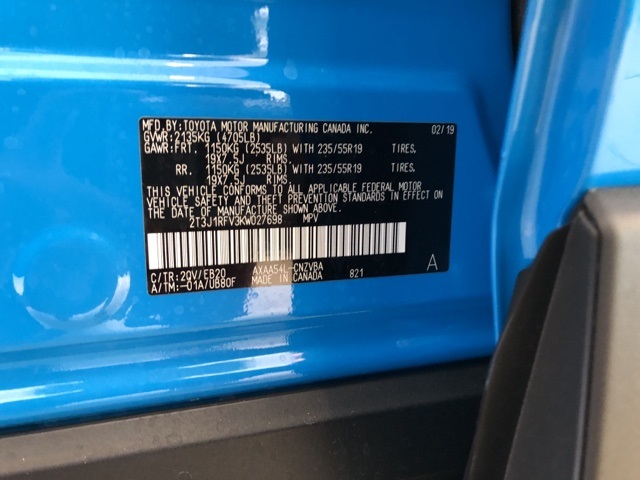 MFD.BY:TOYOTA MOTOR MANUFACTURING CANADA INC. 02/19
GVWR:2135KG (4705LB)
GAWR:FRT. 1150KG (2535LB) WITH 235/55R19 TIRES,
19X7.5J RIMS.
RR. 1150KG (2535LB) WITH 235/55R19 TIRES,
19X7.5J RIMS.
THIS VEHICLE CONFORMS TO ALL APPLICABLE FEDERAL MOTOR
VEHICLE SAFETY AND THEFT PREVENTION STANDARDS IN EFFECT ON
THE DATE OF MANUFACTURE SHOWN ABOVE.
2T3J1RFV3KW027698 MPV
C/TR:2QV/EB20 AXAA54L-CNZVBA 821 A
A/TM:-01A/UB80F MADE IN CANADA